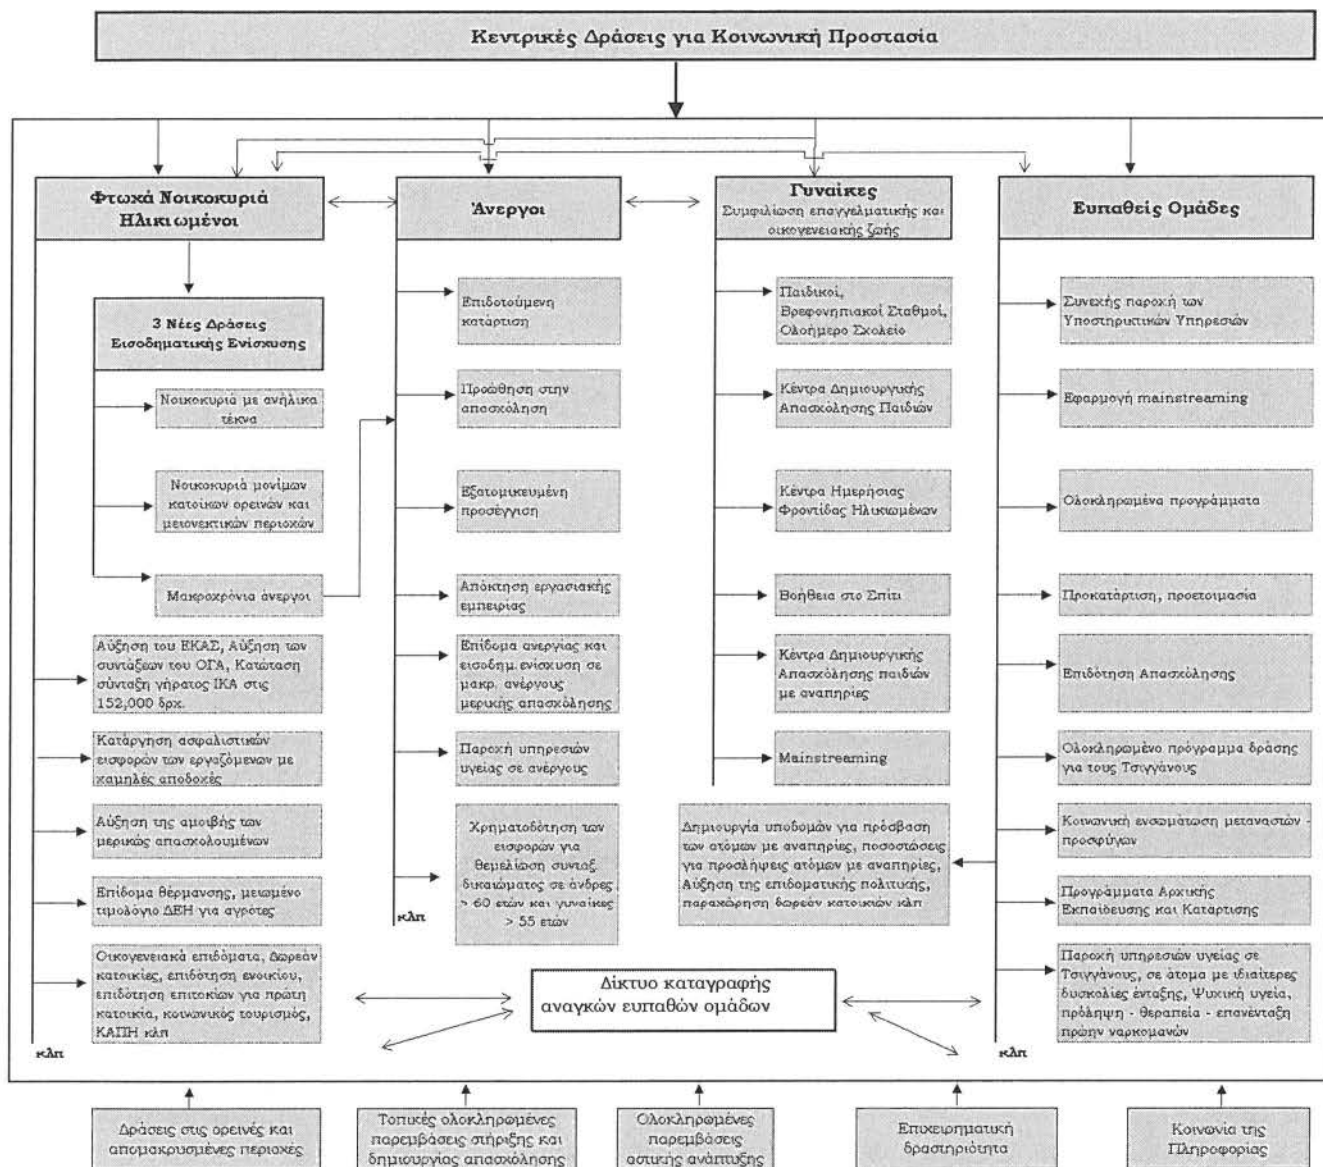 Κεντρικές Δράσεις για Κοινωνική Προστασία
Φτωχά Νοικοκυριά
Ηλικιωμένοι
3 Νέες Δράσεις
Εισοδηματικής Ενίσχυσης
Νοικοκυριά με ανήλικα
τέκνα
Νοικοκυριά μονίμων
κατοίκων ορεινών και
μειονεκτικών περιοχών
Μακροχρόνια άνεργοι
Αύξηση του ΕΚΑΣ, Αύξηση των
συντάξεων του ΟΓΑ, Κατώταση
σύνταξη γήρατος ΙΚΑ στις
152,000 δρχ.
Κατάργηση ασφαλιστικών
εισφορών των εργαζόμενων με
χαμηλές αποδοχές
Αύξηση της αμοιβής των
μερικώς απασχολουμένων
Επίδομα θέρμανσης, μειωμένο
τιμολόγιο ΔΕΗ για αγρότες
Οικογενειακά επιδόματα, Δωρεάν
κατοικίες, επιδότηση ενοικίου,
επιδότηση επιτοκίων για πρώτη
κατοικία, κοινωνικός τουρισμός,
ΚΑΠΗ κλπ
κλπ
Άνεργοι
Επιδοτούμενη
κατάρτιση
Προώθηση στην
απασχόληση
Εξατομικευμένη
προσέγγιση
Απόκτηση εργασιακής
εμπειρίας
Επίδομα ανεργίας και
εισοδημ. ενίσχυση σε
μακρ. ανέργους
μερικής απασχόλησης
Παροχή υπηρεσιών
υγείας σε ανέργους
Χρηματοδότηση των
εισφορών για
θεμελίωση συνταξ.
δικαιώματος σε άνδρες
> 60 ετών και γυναίκες
> 55 ετών
κλπ
Γυναίκες
Συμφιλίωση επαγγελματικής και
οικογενειακής ζωής
Παιδικοί,
Βρεφονηπιακοί Σταθμοί,
Ολοήμερο Σχολείο
Κέντρα Δημιουργικής
Απασχόλησης Παιδιών
Κέντρα Ημερήσιας
Φροντίδας Ηλικιωμένων
Βοήθεια στο Σπίτι
Κέντρα Δημιουργικής
Απασχόλησης παιδιών
με αναπηρίες
Mainstreaming
Δημιουργία υποδομών για πρόσβαση
των ατόμων με αναπηρίες, ποσοστώσεις
για προσλήψεις ατόμων με αναπηρίες,
Αύξηση της επιδοματικής πολιτικής,
παραχώρηση δωρεάν κατοικιών κλπ
Ευπαθείς Ομάδες
Συνεχής παροχή των
Υποστηρικτικών Υπηρεσιών
Εφαρμογή mainstreaming
Ολοκληρωμένα προγράμματα
Προκατάρτιση, προετοιμασία
Επιδότηση Απασχόλησης
Ολοκληρωμένο πρόγραμμα δράσης
για τους Τσιγγάνους
Κοινωνική ενσωμάτωση μεταναστών -
προσφύγων
Προγράμματα Αρχικής
Εκπαίδευσης και Κατάρτισης
Παροχή υπηρεσιών υγείας σε
Τσιγγάνους, σε άτομα με ιδιαίτερες
δυσκολίες ένταξης, Ψυχική υγεία,
πρόληψη - θεραπεία - επανένταξη
πρώην ναρκομανών
κλπ
Δίκτυο καταγραφής
αναγκών ευπαθών ομάδων
Δράσεις στις ορεινές και
απομακρυσμένες περιοχές
Τοπικές ολοκληρωμένες
παρεμβάσεις στήριξης και
δημιουργίας απασχόλησης
Ολοκληρωμένες
παρεμβάσεις
αστικής ανάπτυξης
Επιχειρηματική
δραστηριότητα
Κοινωνία της
Πληροφορίας